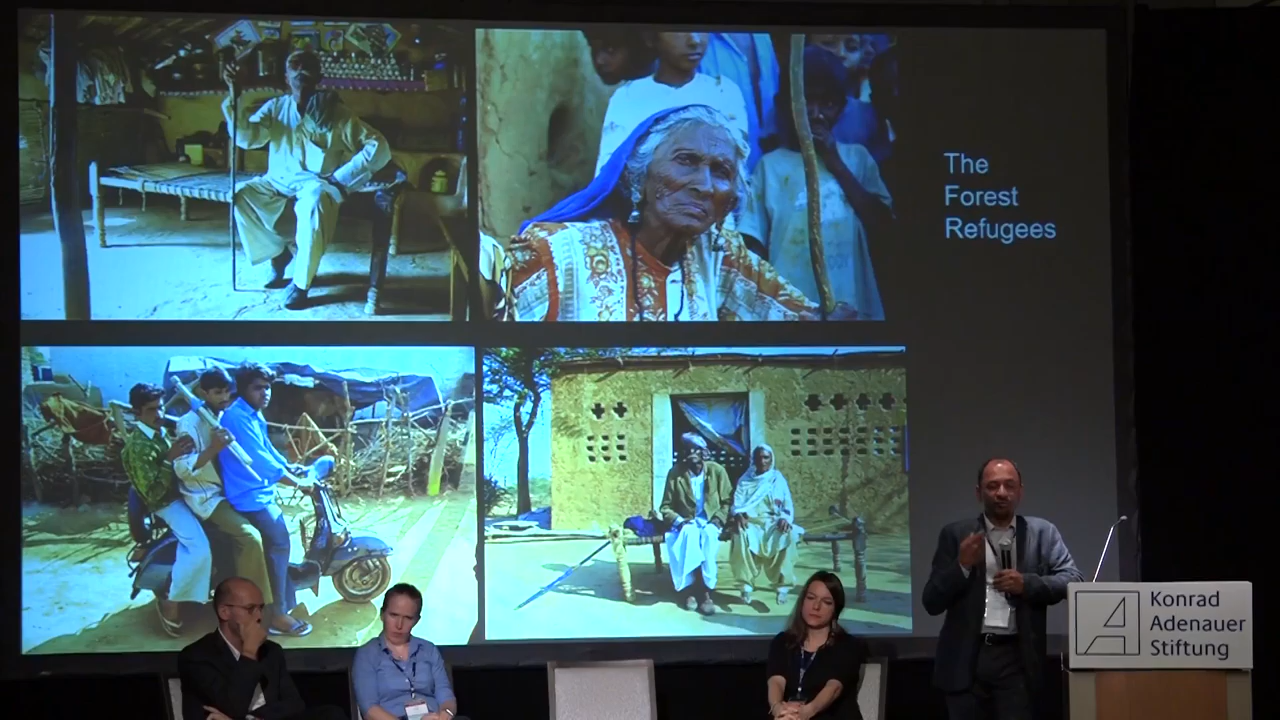 The
Forest
Refugees
Konrad
Adenauer
Stiftung